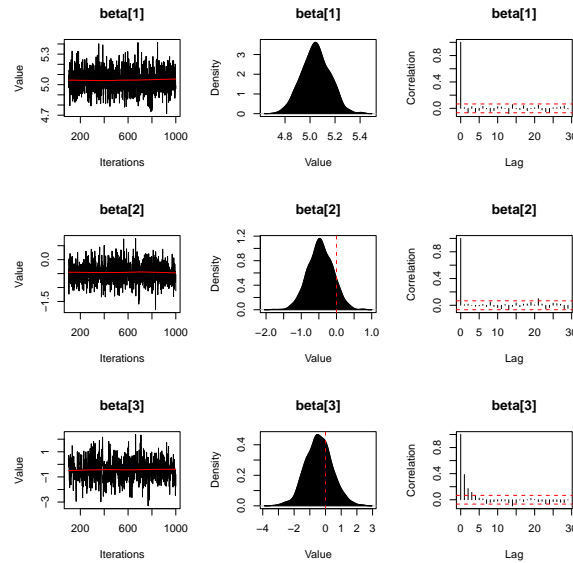 beta[1] beta[1] beta[1]
Value 4.7 5.0 5.3
200 600 1000
Iterations
Density 0 1 2 3
4.8 5.0 5.2 5.4
Value
Correlation 0.0 0.4 0.8
0 5 10 20 30
Lag
beta[2] beta[2] beta[2]
Value −1.5 0.0
200 600 1000
Iterations
Density 0.0 0.4 0.8 1.2
−2.0 −1.0 0.0 1.0
Value
Correlation 0.0 0.4 0.8
0 5 10 20 30
Lag
beta[3] beta[3] beta[3]
Value −3 −1 1
200 600 1000
Iterations
Density 0.0 0.2 0.4
−4 −2 0 1 2 3
Value
Correlation 0.0 0.4 0.8
0 5 10 20 30
Lag